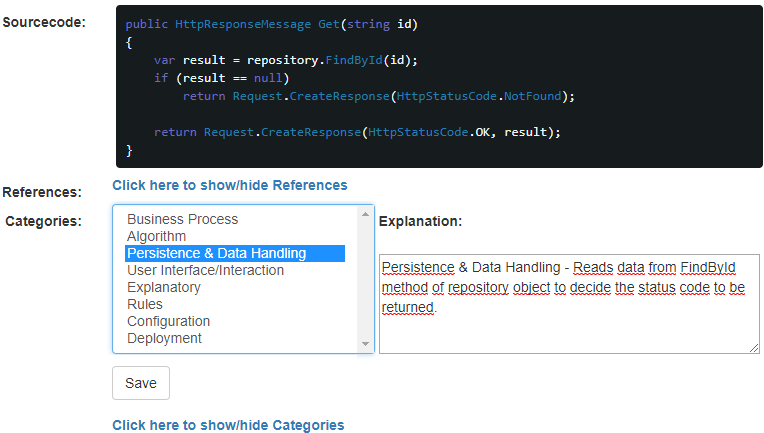 Sourcecode:
public HttpResponseMessage Get(string id)
{
    var result = repository.FindById(id);
    if (result == null)
        return Request.CreateResponse(HttpStatusCode.NotFound);

    return Request.CreateResponse(HttpStatusCode.OK, result);
}
References:
Click here to show/hide References
Categories:
Business Process
Algorithm
Persistence & Data Handling
User Interface/Interaction
Explanatory
Rules
Configuration
Deployment
Explanation:
Persistence & Data Handling - Reads data from FindById
method of repository object to decide the status code to be
returned.
Save
Click here to show/hide Categories